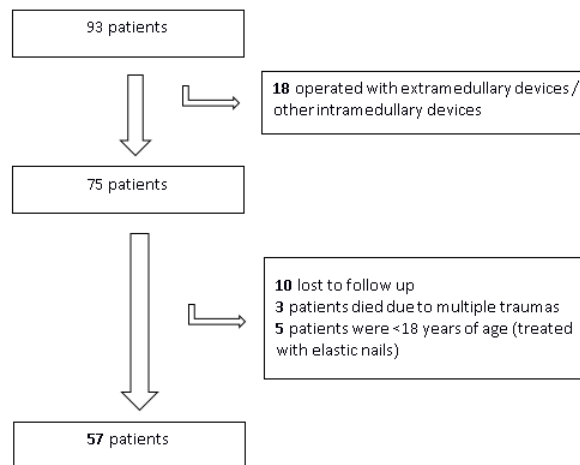 93 patients
18 operated with extramedullary devices /
other intramedullary devices
75 patients
10 lost to follow up
3 patients died due to multiple traumas
5 patients were <18 years of age (treated
with elastic nails)
57 patients